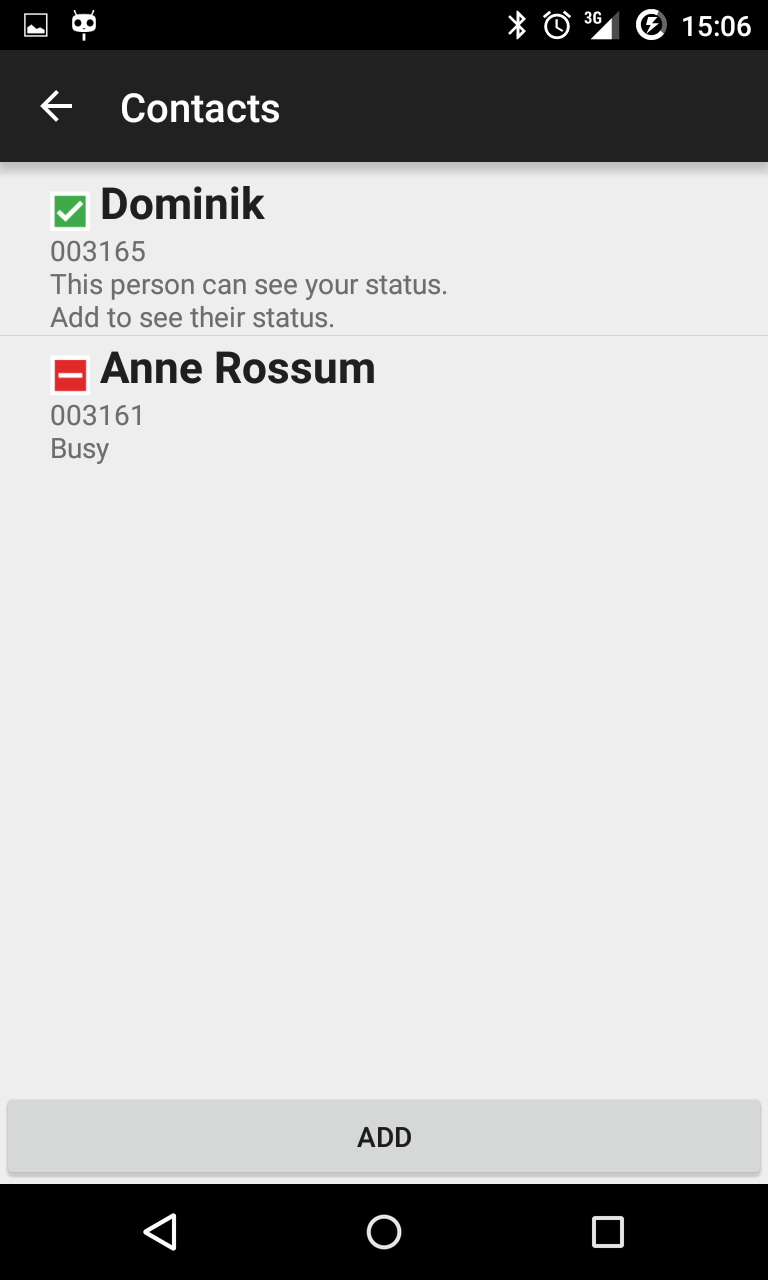 3G 15:06
Contacts
Dominik
003165
This person can see your status.
Add to see their status.
Anne Rossum
003161
Busy
ADD